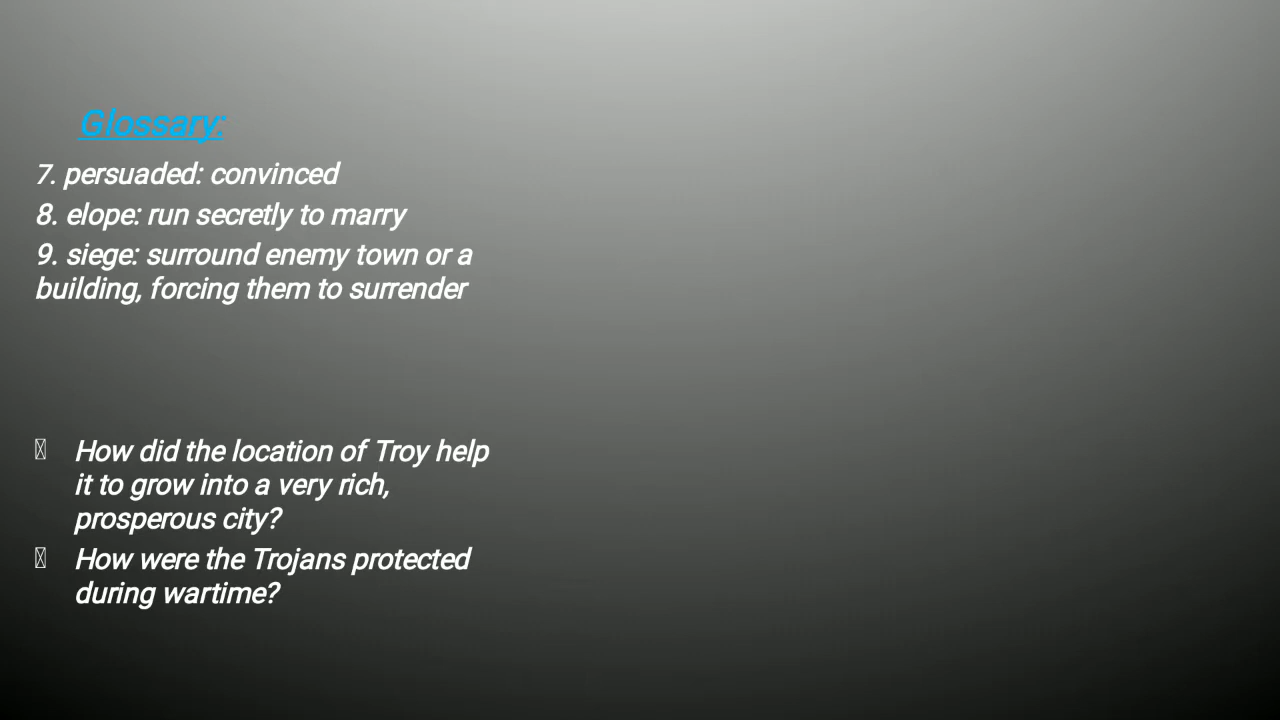 Glossary:
7. persuaded: convinced
8. elope: run secretly to marry
9. siege: surround enemy town or a
building, forcing them to surrender
How did the location of Troy help
it to grow into a very rich,
prosperous city?
How were the Trojans protected
during wartime?